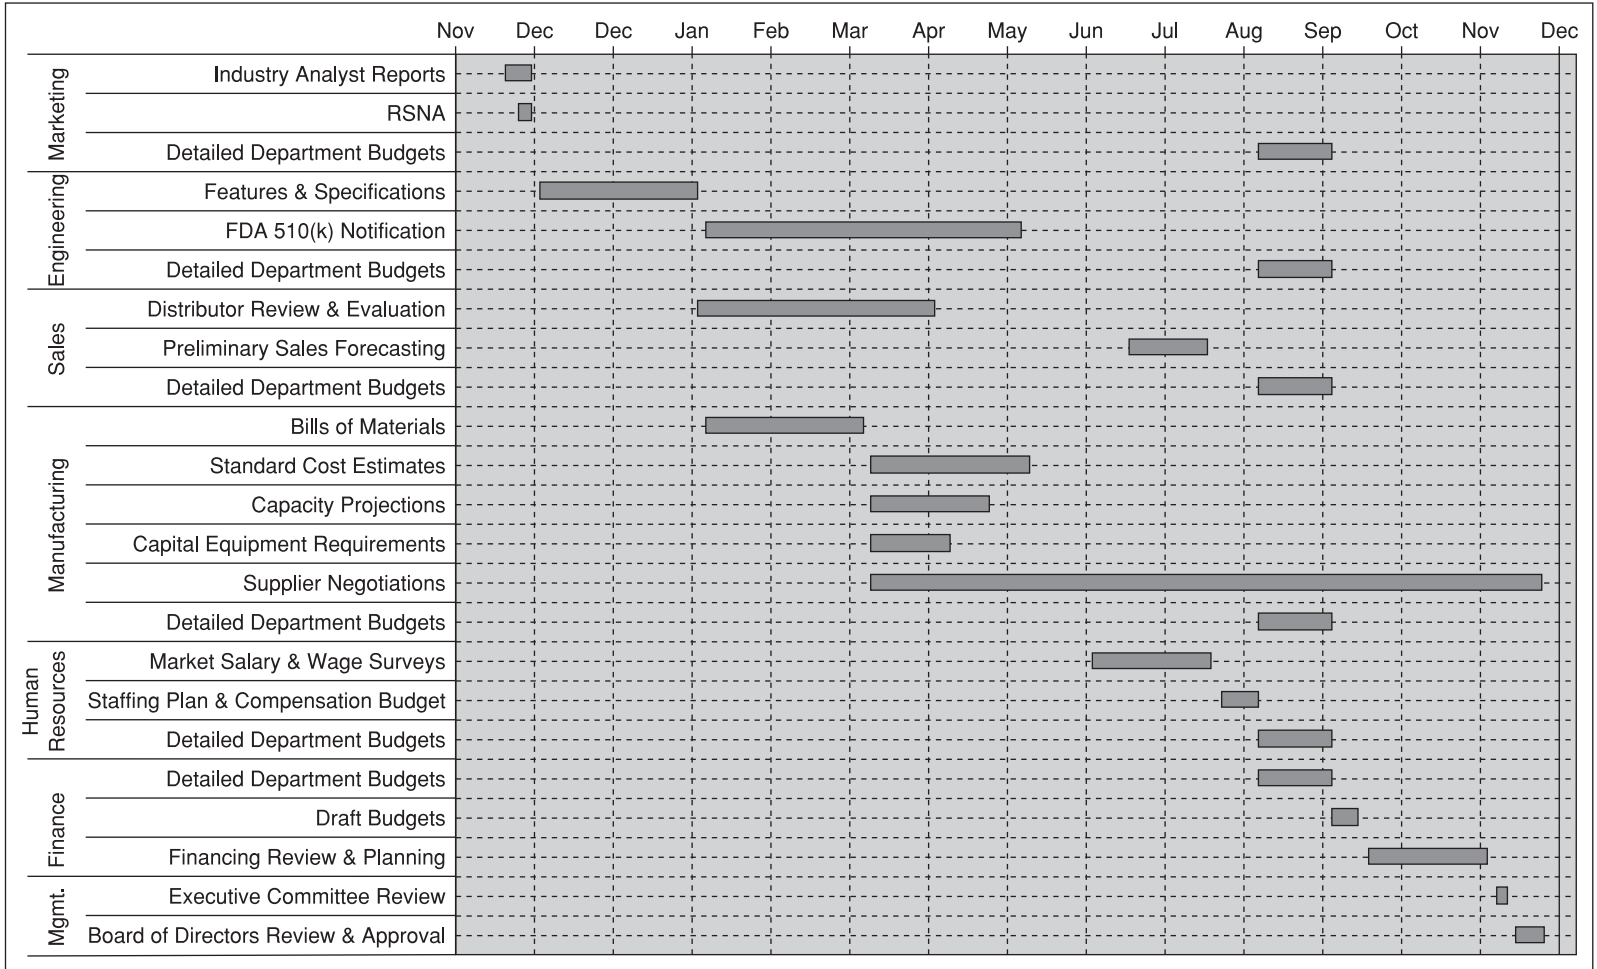 Nov Dec Dec Jan Feb Mar Apr May Jun Jul Aug Sep Oct Nov Dec
Marketing
Industry Analyst Reports
RSNA
Detailed Department Budgets
Engineering
Features & Specifications
FDA 510(k) Notification
Detailed Department Budgets
Sales
Distributor Review & Evaluation
Preliminary Sales Forecasting
Detailed Department Budgets
Manufacturing
Bills of Materials
Standard Cost Estimates
Capacity Projections
Capital Equipment Requirements
Supplier Negotiations
Detailed Department Budgets
Human
Resources
Market Salary & Wage Surveys
Staffing Plan & Compensation Budget
Detailed Department Budgets
Finance
Detailed Department Budgets
Draft Budgets
Financing Review & Planning
Mgmt.
Executive Committee Review
Board of Directors Review & Approval